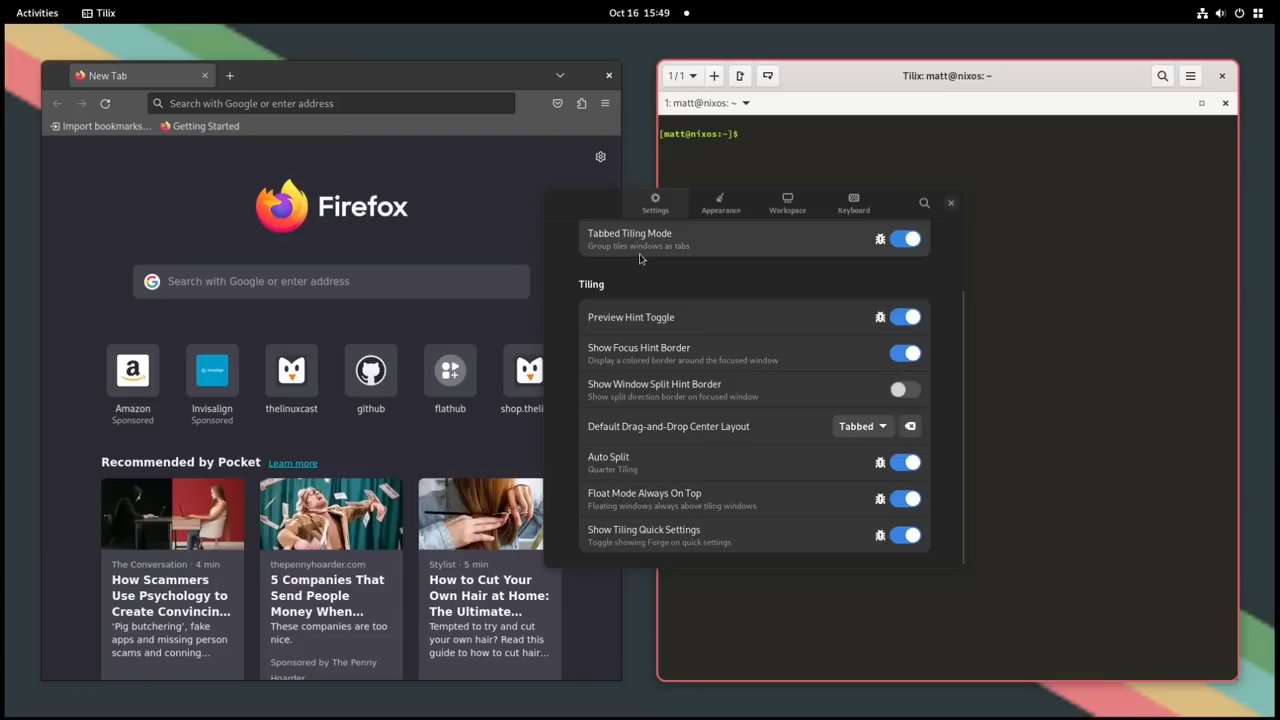 Activities
Tilix
Oct 16 15:49
New Tab
Search with Google or enter address
Import bookmarks...
Getting Started
Firefox
Search with Google or enter address
Amazon
Sponsored
Invisalign
Sponsored
thelinuxcast
github
flathub
shop.theli
Recommended by Pocket
Learn more
The Conversation · 4 min
How Scammers
Use Psychology to
Create Convincin...
'Pig butchering', fake
apps and missing person
scams and conning...
thepennyhoarder.com
5 Companies That
Send People
Money When...
These companies are too
nice.
Sponsored by The Penny
Hoarder
Stylist · 5 min
How to Cut Your
Own Hair at Home:
The Ultimate...
Tempted to try and cut
your own hair? Read this
guide to how to cut hair...
1/1
Tilix: matt@nixos: ~
1: matt@nixos: ~
[matt@nixos:~]$
Settings
Appearance
Workspace
Keyboard
Tabbed Tiling Mode
Group tiles windows as tabs
Tiling
Preview Hint Toggle
Show Focus Hint Border
Display a colored border around the focused window
Show Window Split Hint Border
Show split direction border on focused window
Default Drag-and-Drop Center Layout
Tabbed
Auto Split
Quarter Tiling
Float Mode Always On Top
Floating windows always above tiling windows
Show Tiling Quick Settings
Toggle showing Forge on quick settings